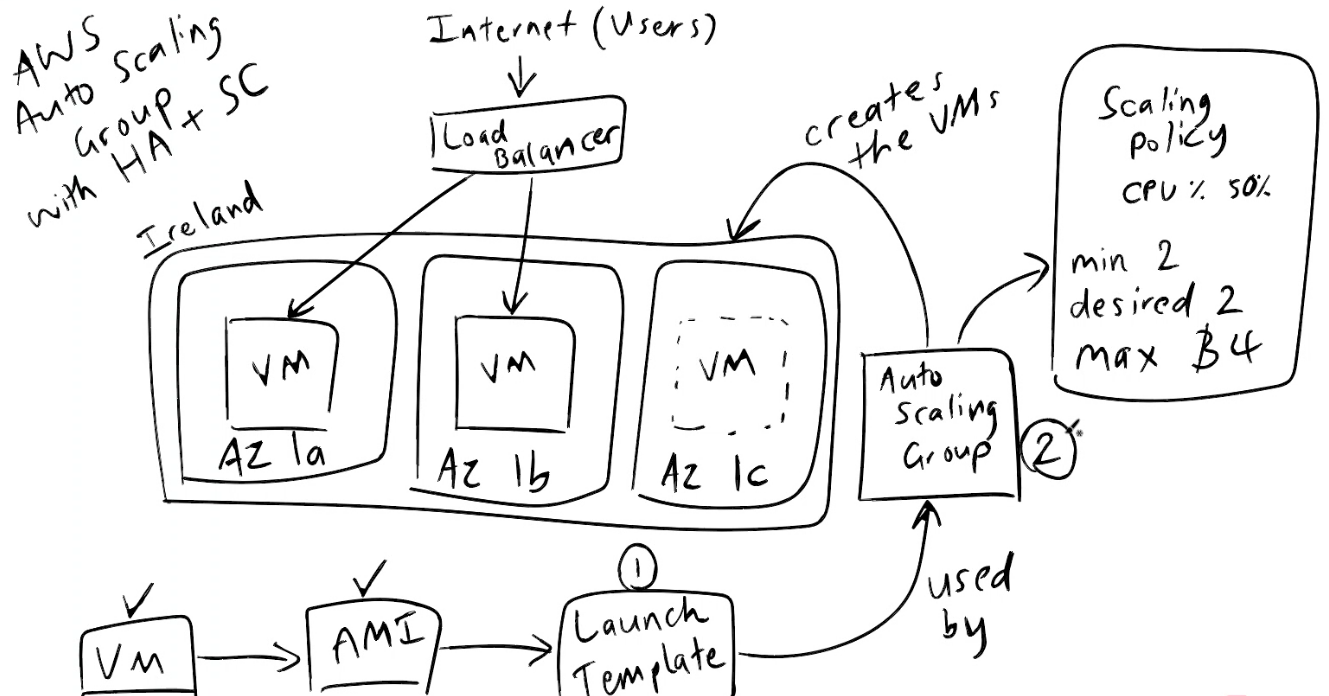 AWS
Auto Scaling
Group
with HA + SC
Internet (Users)
Load
Balancer
creates
the VMs
Scaling
Policy
CPU % 50%
min 2
desired 2
max 4
Ireland
VM
AZ 1a
VM
AZ 1b
VM
AZ 1c
Auto
Scaling
Group
2
used
by
VM
AMI
1
Launch
Template